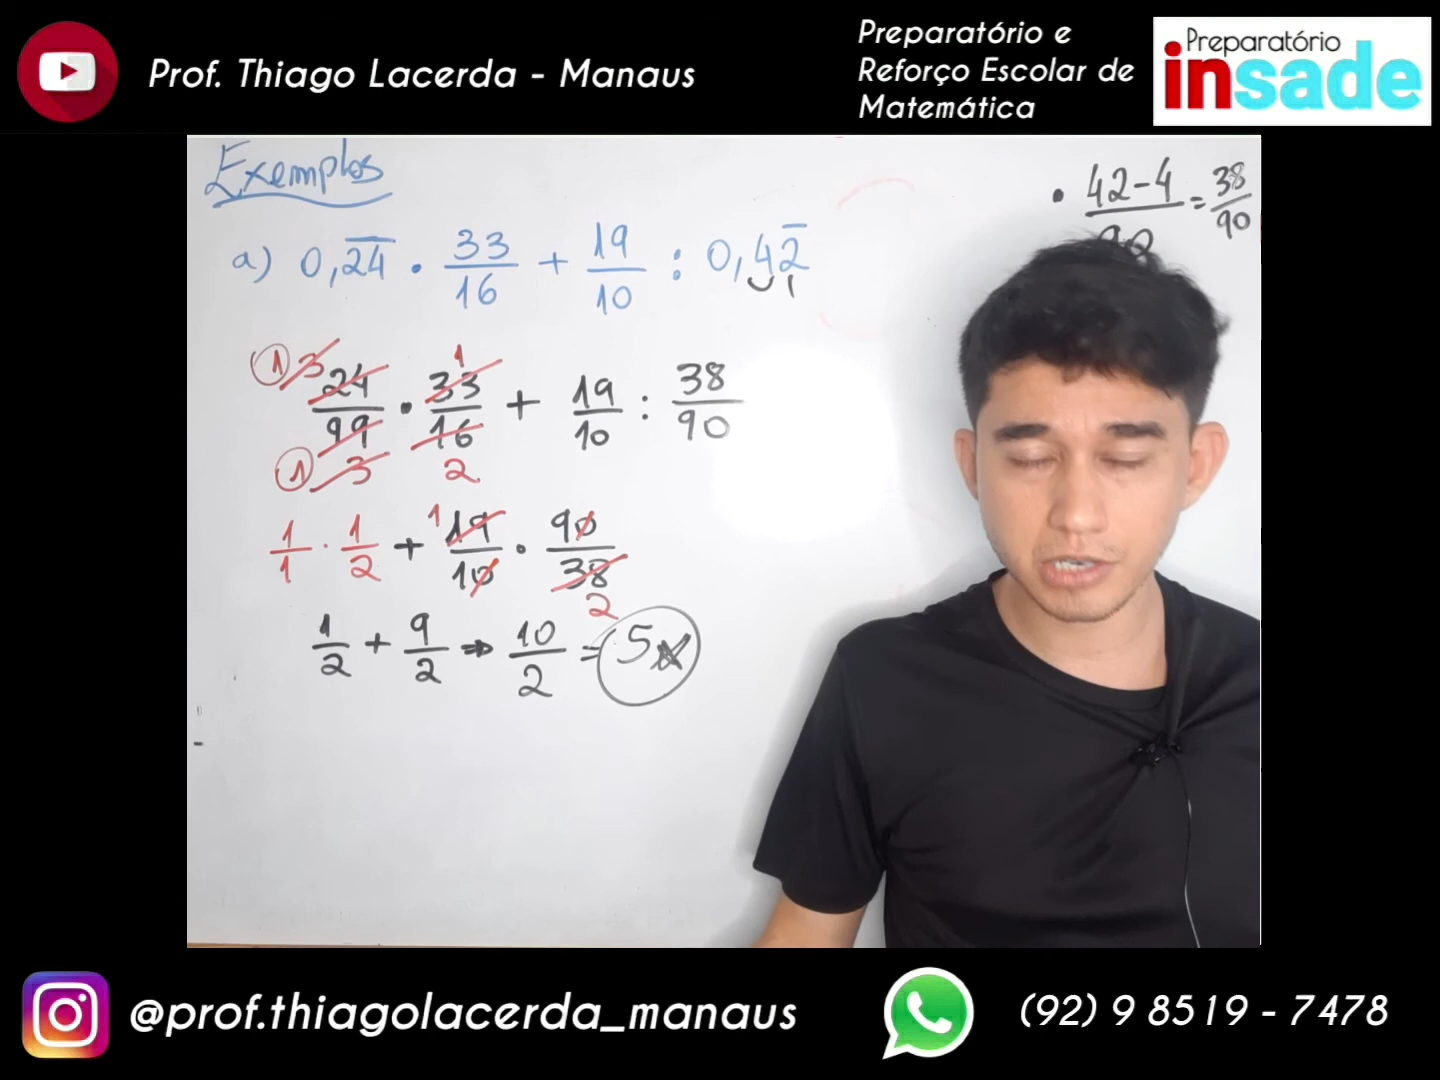 Prof. Thiago Lacerda - Manaus
Preparatório e
Reforço Escolar de
Matemática
Preparatório
insade
Exemplos
a) 0,2̅4̅ · 33/16 + 19/10 : 0,42̅
• 42-4/90 = 38/90
1 3 24/99 1 3 · 1 33/16 2 + 19/10 : 38/90
1/1 · 1/2 + 1 19/10 · 90/38 2
1/2 + 9/2 ⇒ 10/2 = 5
@prof.thiagolacerda_manaus
(92) 9 8519 - 7478